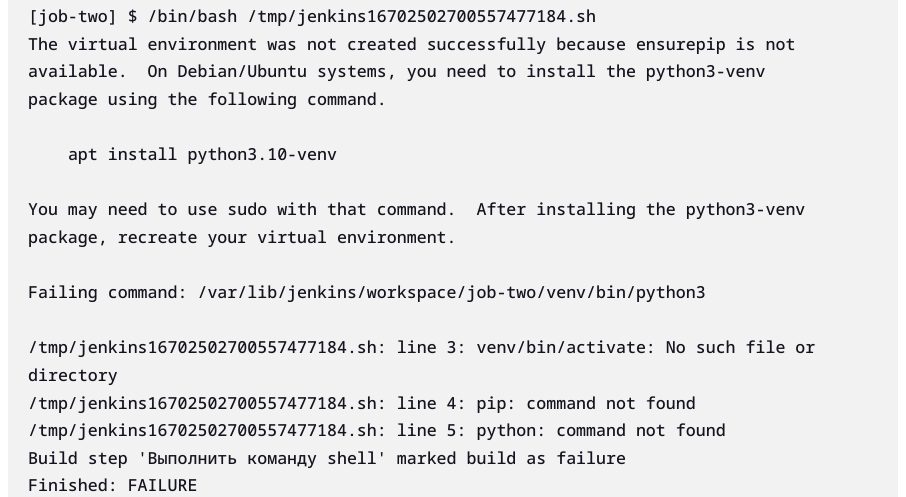 [job-two] $ /bin/bash /tmp/jenkins16702502700557477184.sh
The virtual environment was not created successfully because ensurepip is not
available.  On Debian/Ubuntu systems, you need to install the python3-venv
package using the following command.

    apt install python3.10-venv

You may need to use sudo with that command.  After installing the python3-venv
package, recreate your virtual environment.

Failing command: /var/lib/jenkins/workspace/job-two/venv/bin/python3

/tmp/jenkins16702502700557477184.sh: line 3: venv/bin/activate: No such file or
directory
/tmp/jenkins16702502700557477184.sh: line 4: pip: command not found
/tmp/jenkins16702502700557477184.sh: line 5: python: command not found
Build step 'Выполнить команду shell' marked build as failure
Finished: FAILURE